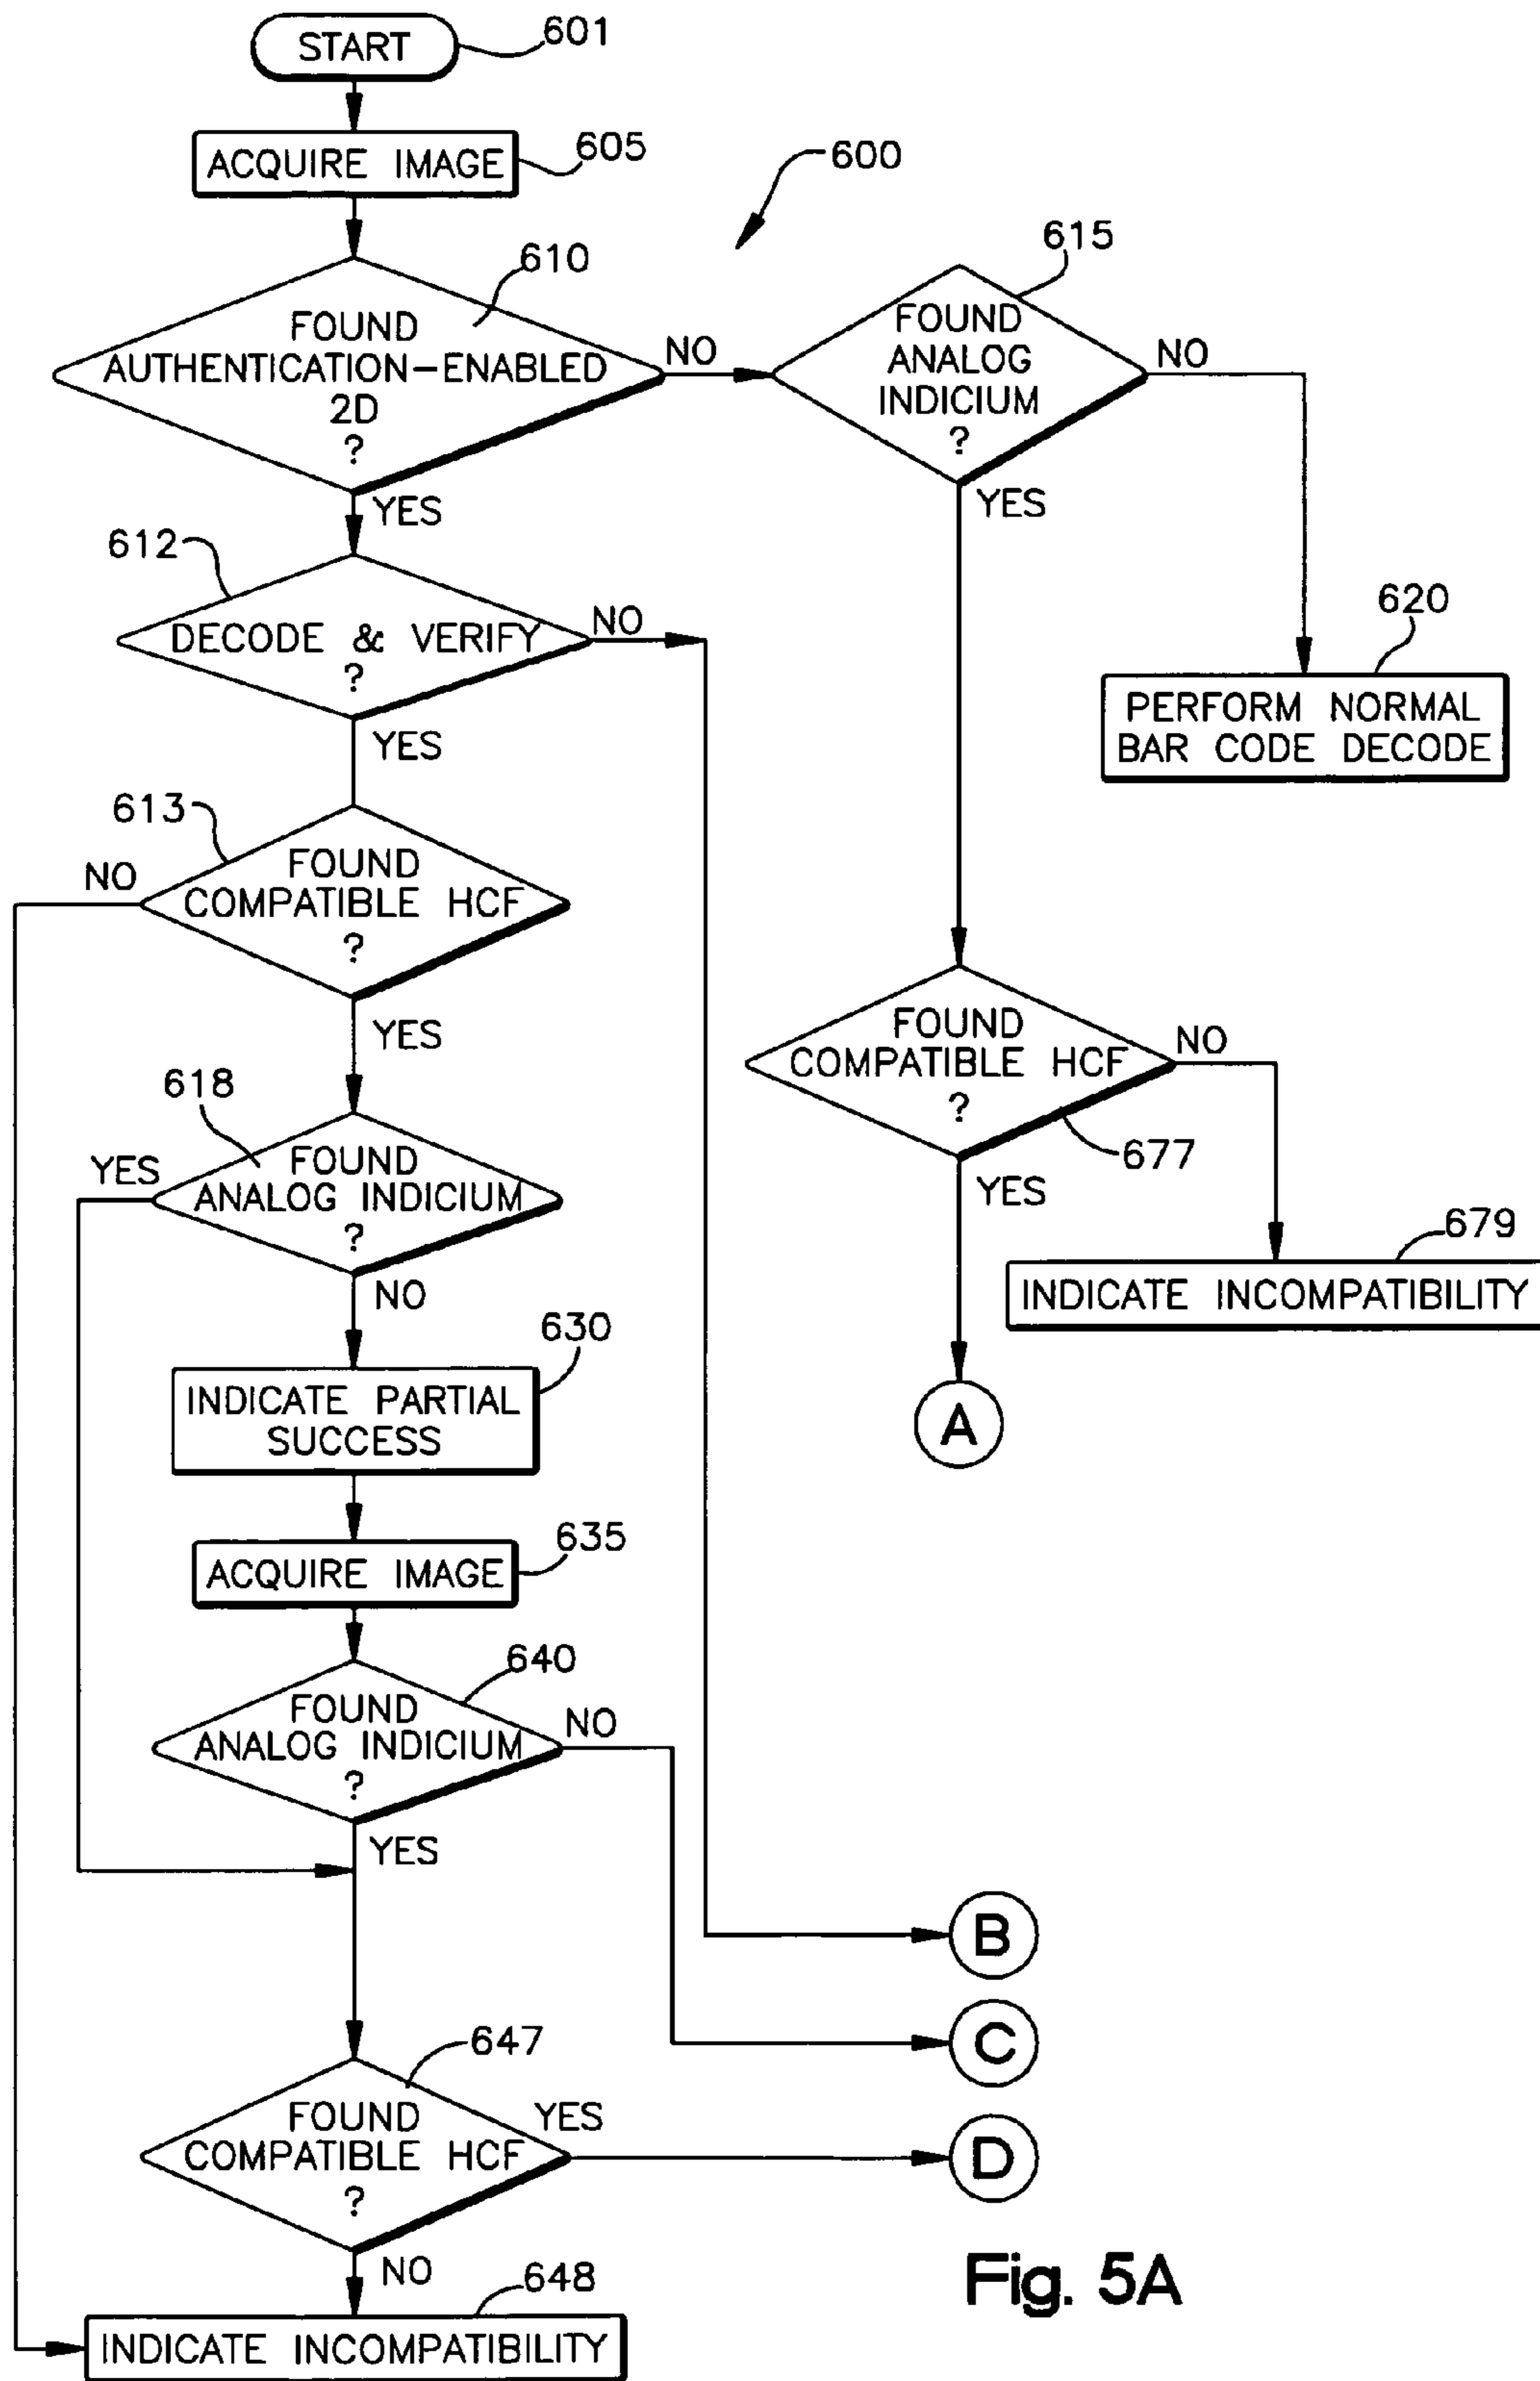 START
601
ACQUIRE IMAGE
605
600
610
FOUND
AUTHENTICATION-ENABLED
2D
?
NO
YES
615
FOUND
ANALOG
INDICIUM
?
NO
YES
612
DECODE & VERIFY
?
NO
YES
620
PERFORM NORMAL
BAR CODE DECODE
613
FOUND
COMPATIBLE HCF
?
NO
YES
FOUND
COMPATIBLE HCF
?
NO
677
YES
618
FOUND
ANALOG INDICIUM
?
YES
NO
679
INDICATE INCOMPATIBILITY
630
INDICATE PARTIAL
SUCCESS
A
635
ACQUIRE IMAGE
640
FOUND
ANALOG INDICIUM
?
NO
YES
B
C
647
FOUND
COMPATIBLE HCF
?
YES
D
NO
648
INDICATE INCOMPATIBILITY
Fig. 5A